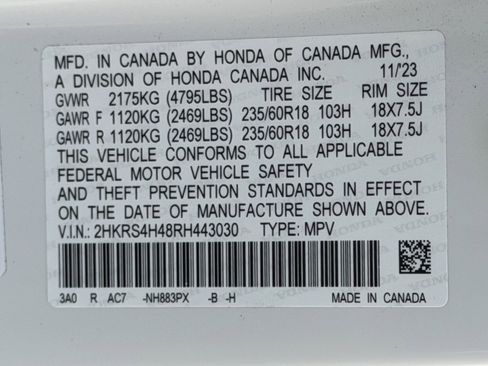 MFD. IN CANADA BY HONDA OF CANADA MFG.,
A DIVISION OF HONDA CANADA INC. 11/'23
GVWR 2175KG (4795LBS) TIRE SIZE RIM SIZE
GAWR F 1120KG (2469LBS) 235/60R18 103H 18X7.5J
GAWR R 1120KG (2469LBS) 235/60R18 103H 18X7.5J
THIS VEHICLE CONFORMS TO ALL APPLICABLE
FEDERAL MOTOR VEHICLE SAFETY
AND THEFT PREVENTION STANDARDS IN EFFECT
ON THE DATE OF MANUFACTURE SHOWN ABOVE.
V.I.N.: 2HKRS4H48RH443030 TYPE: MPV
3A0 R AC7 -NH883PX -B -H MADE IN CANADA